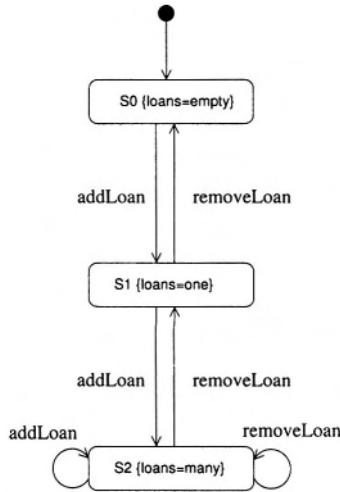 S0 {loans=empty}
addLoan
removeLoan
S1 {loans=one}
addLoan
removeLoan
addLoan
removeLoan
S2 {loans=many}